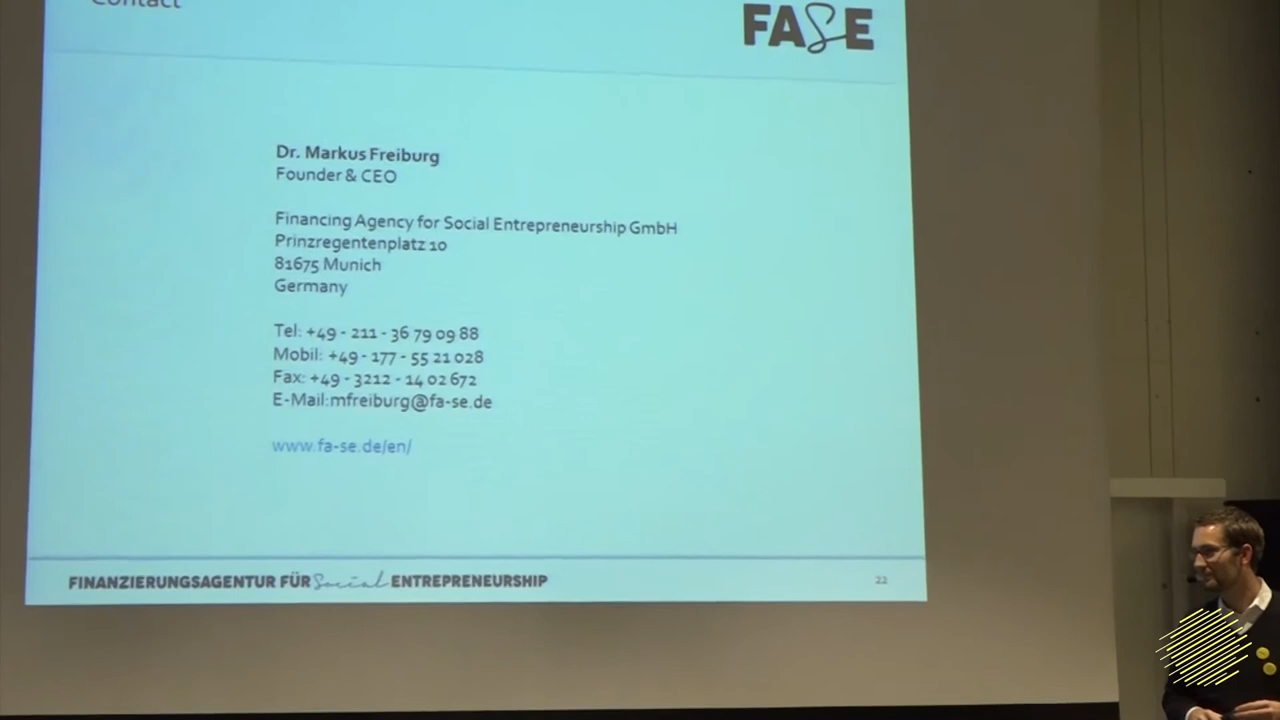 Contact
FASE
Dr. Markus Freiburg
Founder & CEO
Financing Agency for Social Entrepreneurship GmbH
Prinzregentenplatz 10
81675 Munich
Germany
Tel: +49 - 211 - 36 79 09 88
Mobil: +49 - 177 - 55 21 028
Fax: +49 - 3212 - 14 02 672
E-Mail:mfreiburg@fa-se.de
www.fa-se.de/en/
FINANZIERUNGSAGENTUR FÜR Social ENTREPRENEURSHIP
22